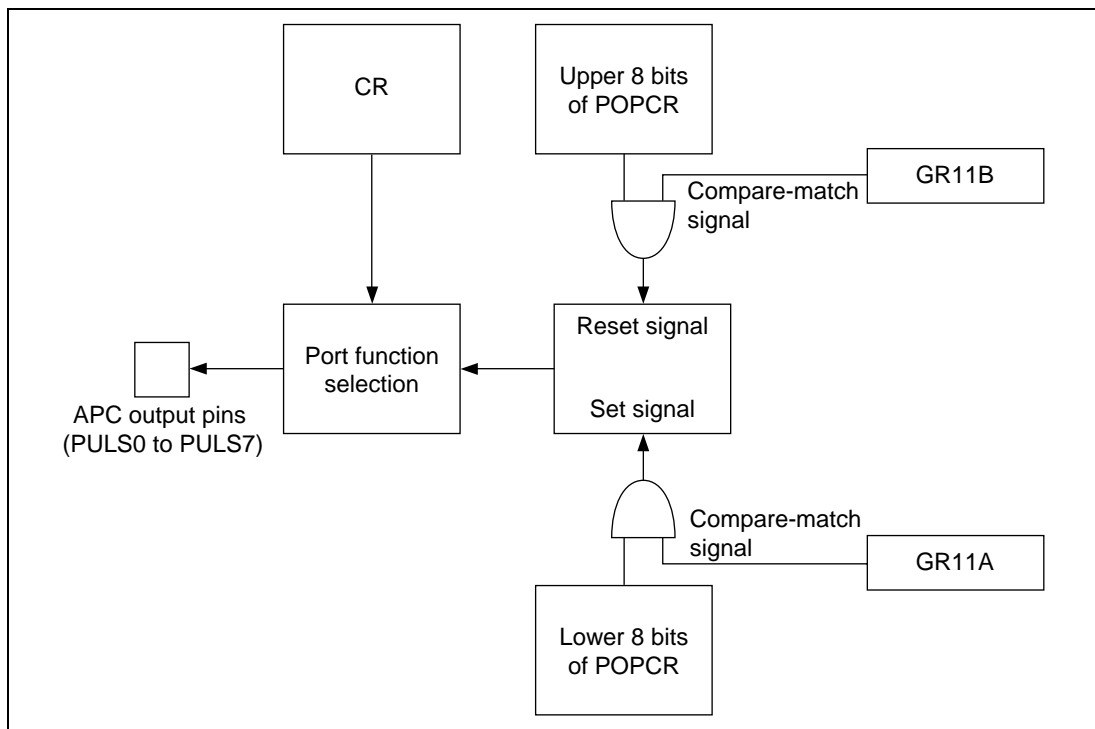 CR
Upper 8 bits
of POPCR
GR11B
Compare-match
signal
Reset signal
Port function
selection
Set signal
APC output pins
(PULS0 to PULS7)
Compare-match
signal
GR11A
Lower 8 bits
of POPCR